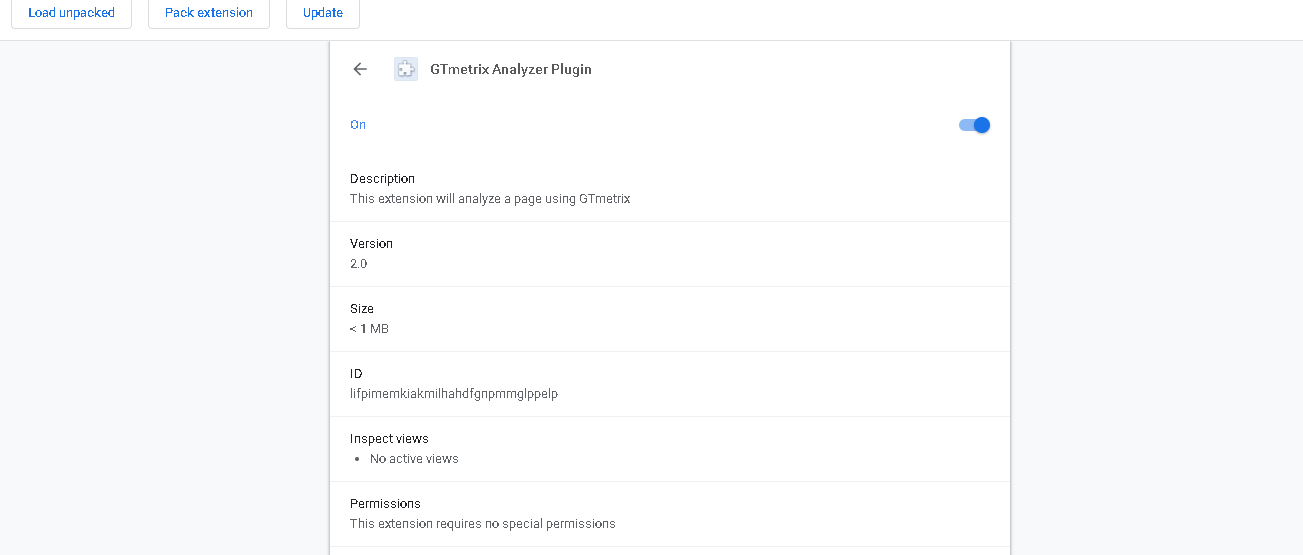 Load unpacked Pack extension Update
GTmetrix Analyzer Plugin
On
Description
This extension will analyze a page using GTmetrix
Version
2.0
Size
< 1 MB
ID
lifpimemkiakmilhahdfgnpmmglppelp
Inspect views
• No active views
Permissions
This extension requires no special permissions